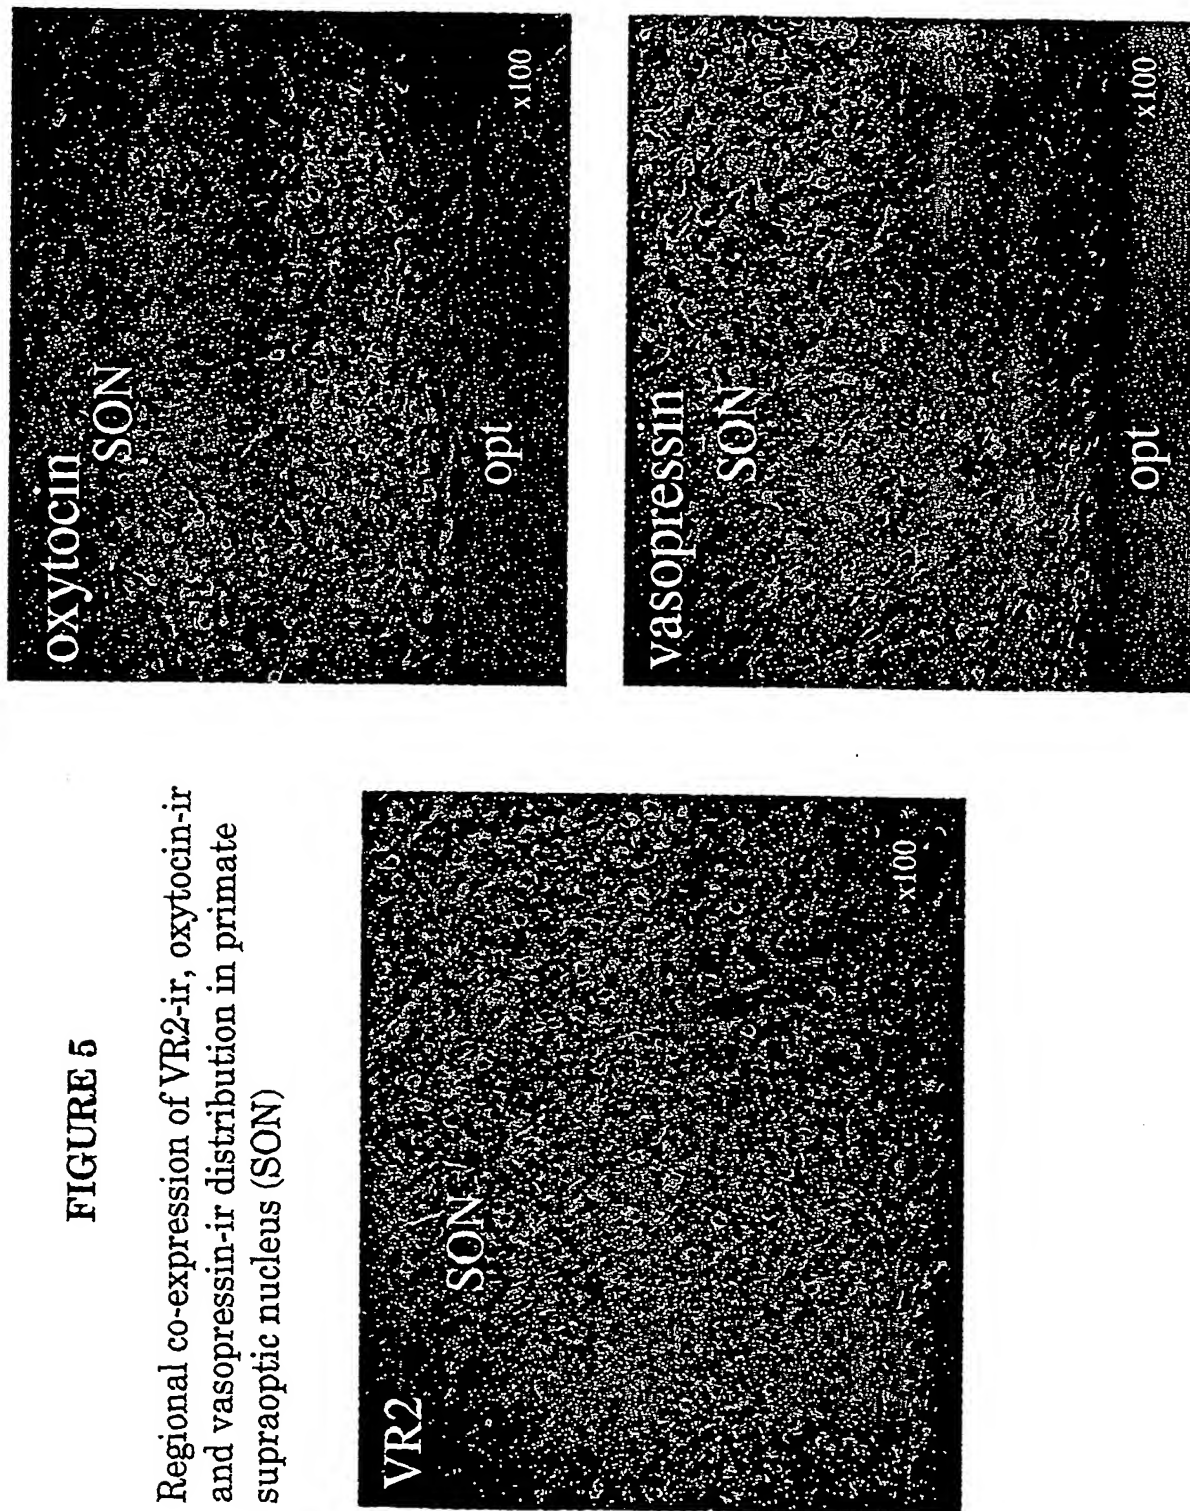 FIGURE 5
Regional co-expression of VR2-ir, oxytocin-ir
and vasopressin-ir distribution in primate
supraoptic nucleus (SON)
VR2
SON
x100
oxytocin
SON
opt
x100
vasopressin
SON
opt
x100